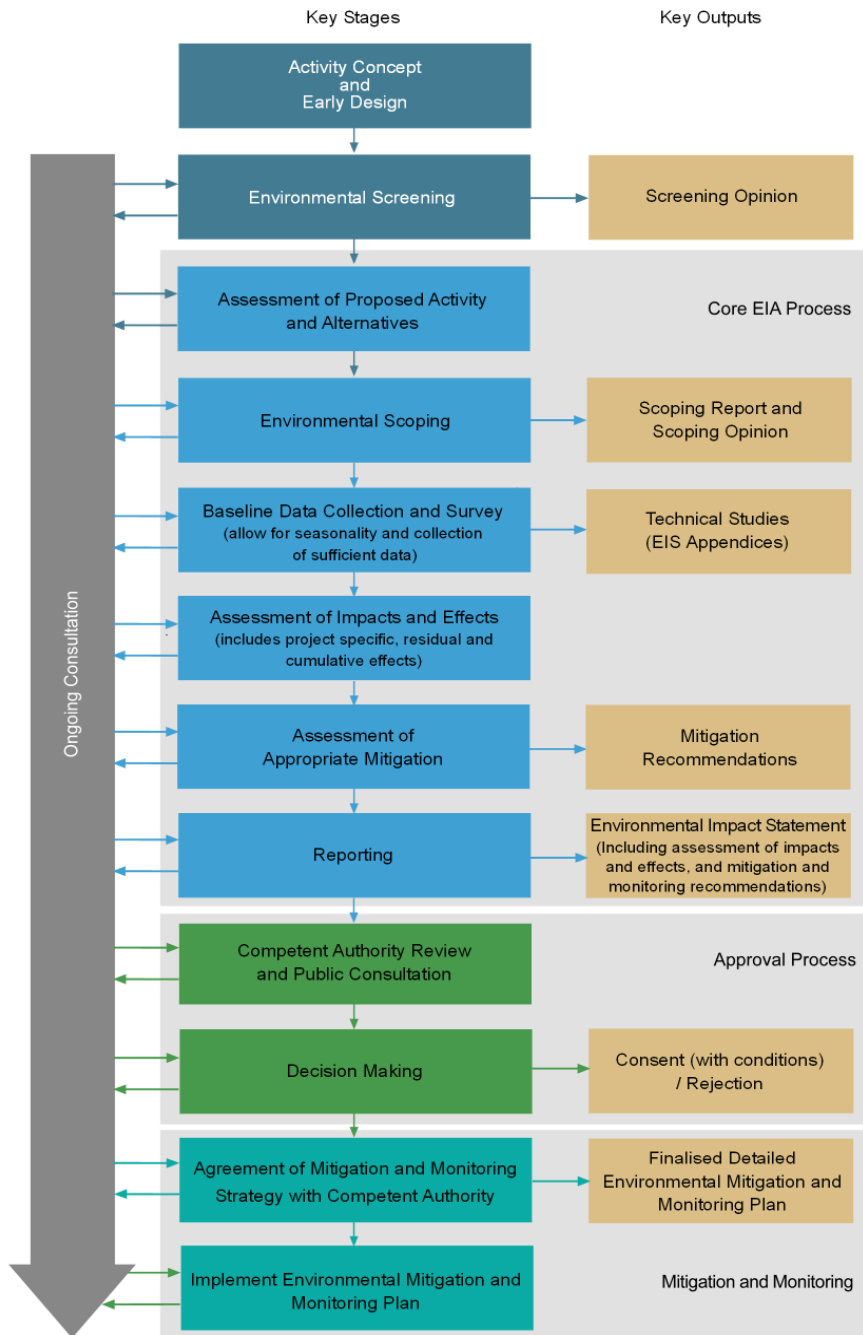 Key Stages
Key Outputs
Activity Concept
and
Early Design
Environmental Screening
Screening Opinion
Assessment of Proposed Activity
and Alternatives
Core EIA Process
Environmental Scoping
Scoping Report and
Scoping Opinion
Baseline Data Collection and Survey
(allow for seasonality and collection
of sufficient data)
Technical Studies
(EIS Appendices)
Ongoing Consultation
Assessment of Impacts and Effects
(includes project specific, residual and
cumulative effects)
Assessment of
Appropriate Mitigation
Mitigation
Recommendations
Reporting
Environmental Impact Statement
(Including assessment of impacts
and effects, and mitigation and
monitoring recommendations)
Competent Authority Review
and Public Consultation
Approval Process
Decision Making
Consent (with conditions)
/ Rejection
Agreement of Mitigation and Monitoring
Strategy with Competent Authority
Finalised Detailed
Environmental Mitigation and
Monitoring Plan
Implement Environmental Mitigation and
Monitoring Plan
Mitigation and Monitoring